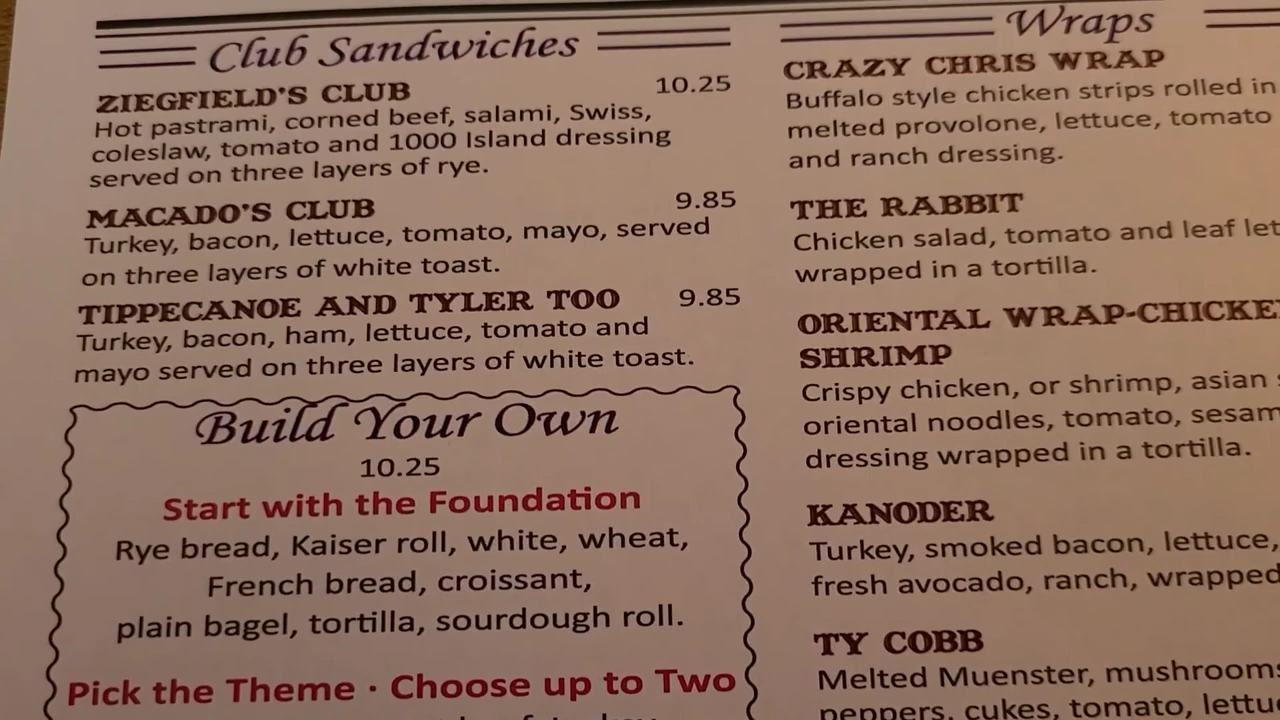 Club Sandwiches
ZIEGFIELD'S CLUB 10.25
Hot pastrami, corned beef, salami, Swiss,
coleslaw, tomato and 1000 Island dressing
served on three layers of rye.
MACADO'S CLUB 9.85
Turkey, bacon, lettuce, tomato, mayo, served
on three layers of white toast.
TIPPECANOE AND TYLER TOO 9.85
Turkey, bacon, ham, lettuce, tomato and
mayo served on three layers of white toast.
Build Your Own
10.25
Start with the Foundation
Rye bread, Kaiser roll, white, wheat,
French bread, croissant,
plain bagel, tortilla, sourdough roll.
Pick the Theme · Choose up to Two
Wraps
CRAZY CHRIS WRAP
Buffalo style chicken strips rolled in
melted provolone, lettuce, tomato
and ranch dressing.
THE RABBIT
Chicken salad, tomato and leaf let
wrapped in a tortilla.
ORIENTAL WRAP-CHICKE
SHRIMP
Crispy chicken, or shrimp, asian
oriental noodles, tomato, sesam
dressing wrapped in a tortilla.
KANODER
Turkey, smoked bacon, lettuce,
fresh avocado, ranch, wrapped
TY COBB
Melted Muenster, mushrooms
peppers, cukes, tomato, lettu